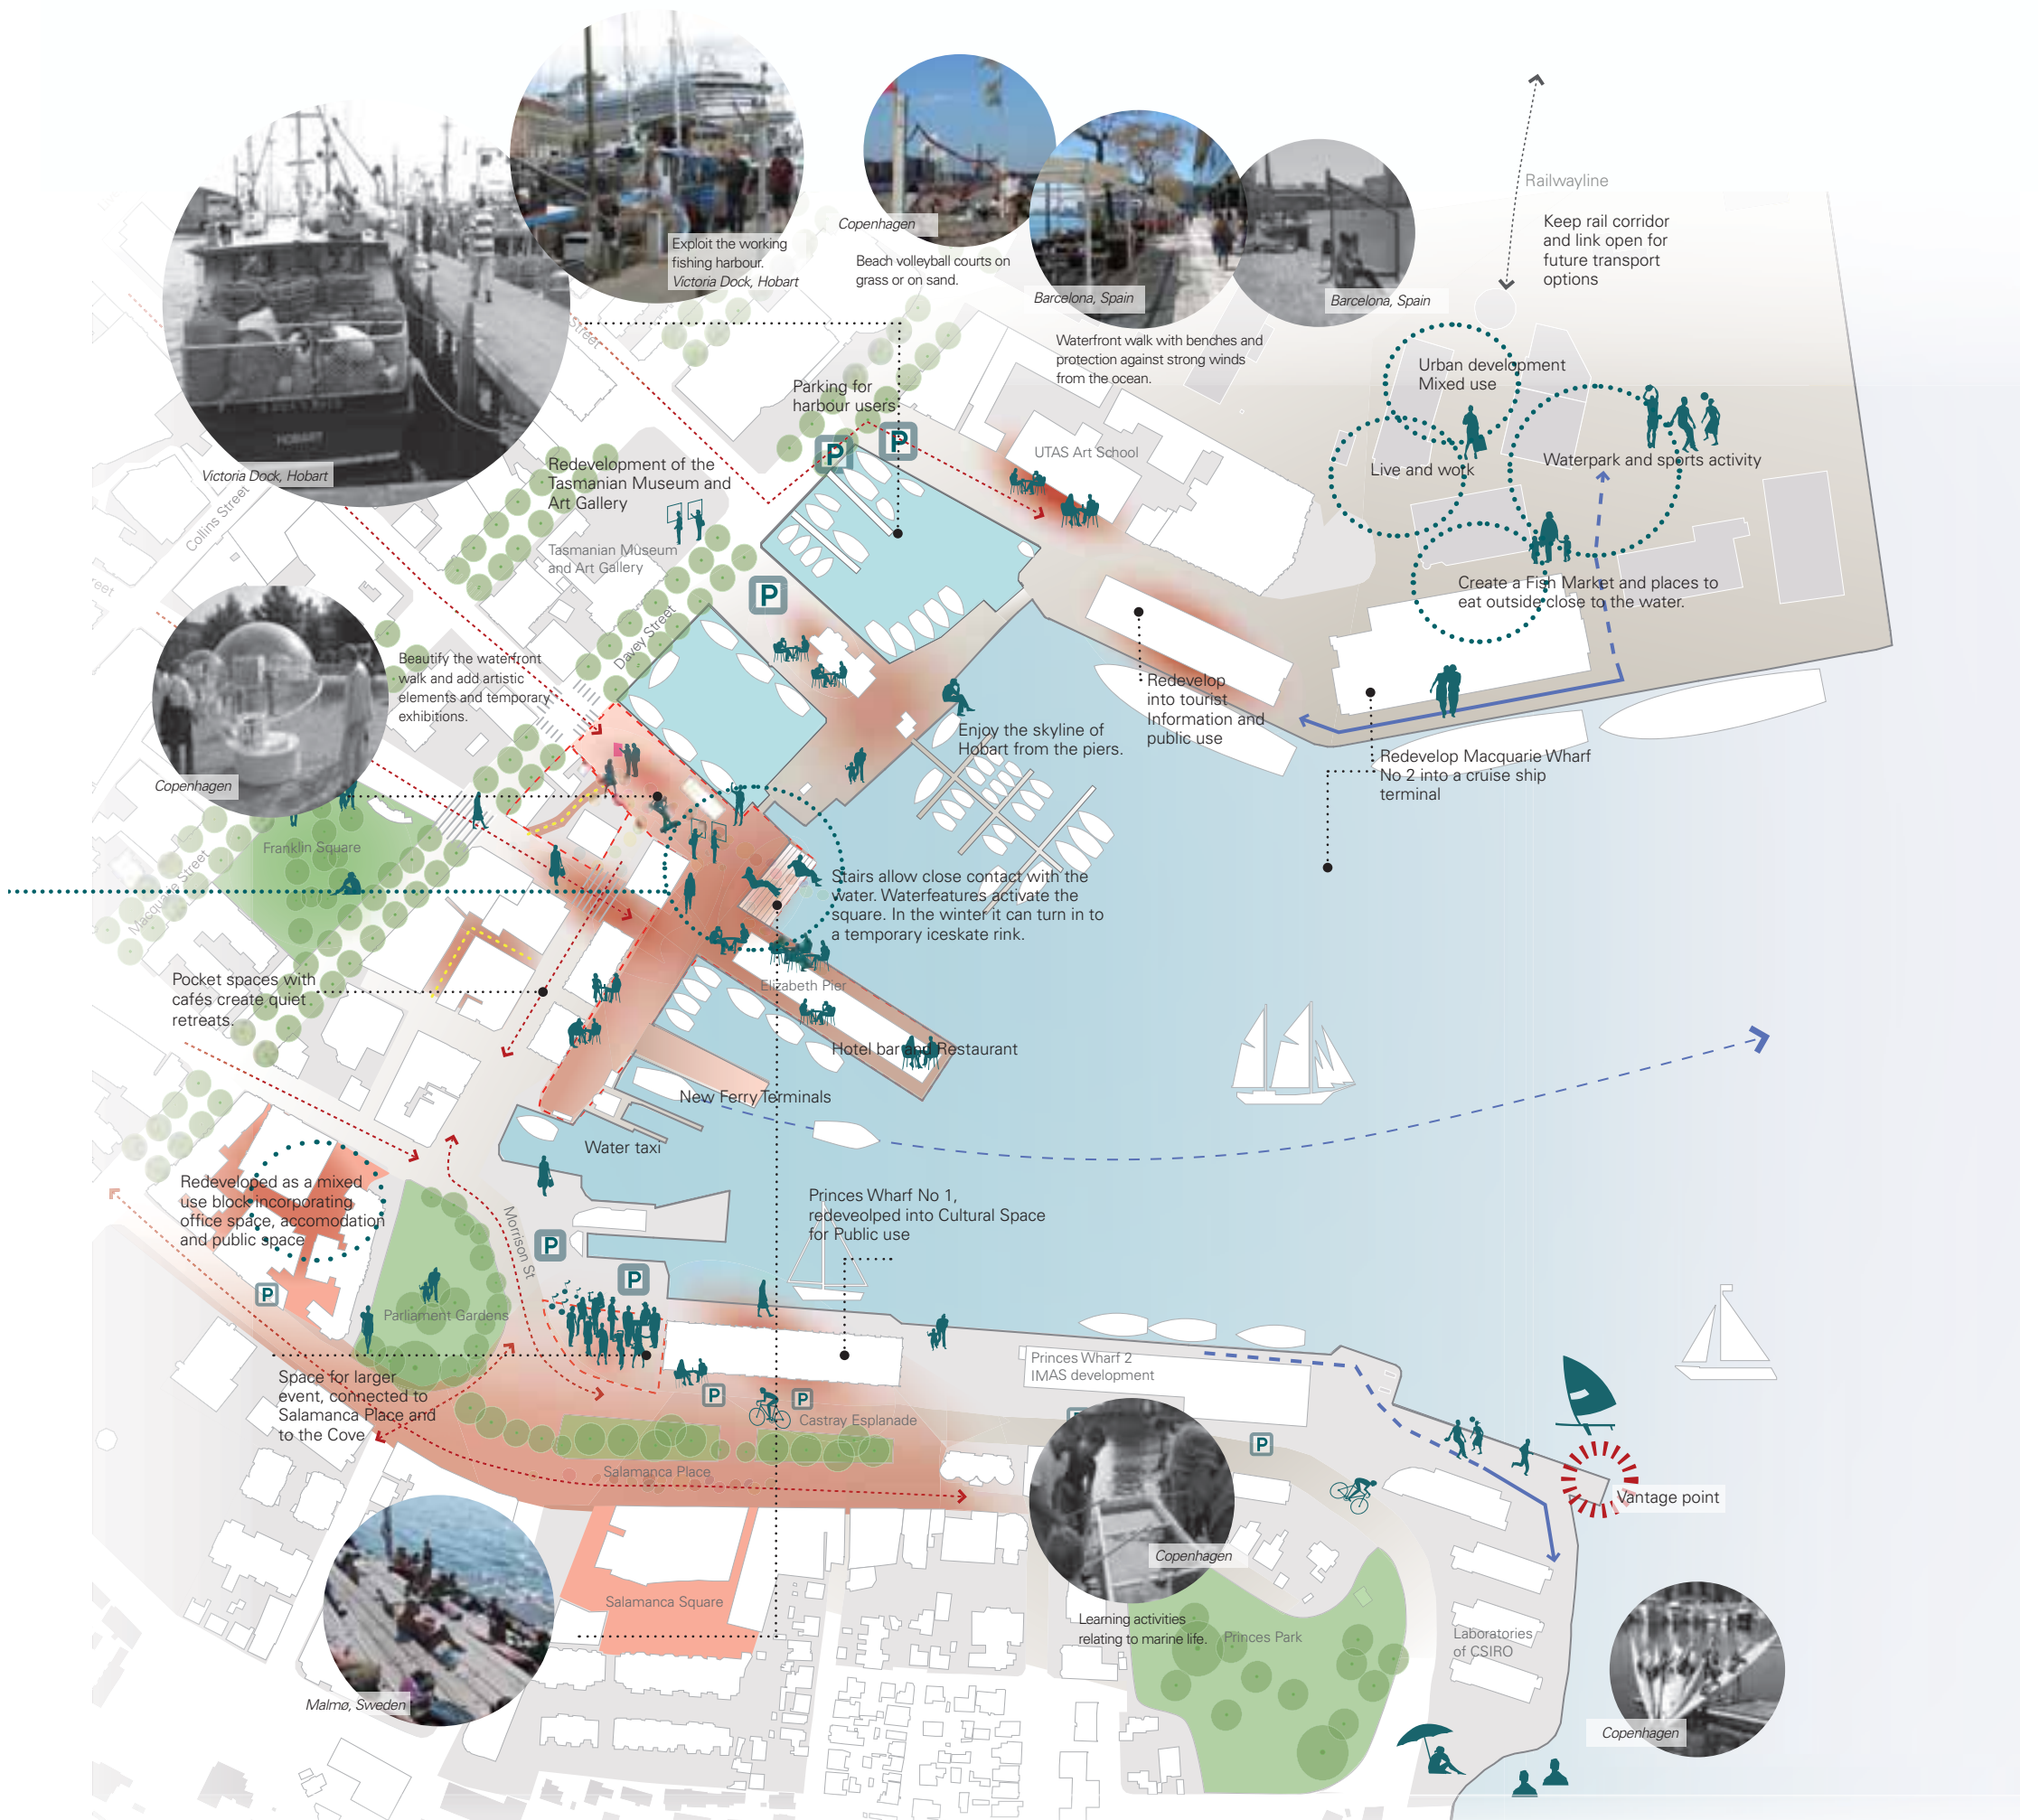 Railwayline
Keep rail corridor
and link open for
future transport
options
Exploit the working
fishing harbour.
Victoria Dock, Hobart
Copenhagen
Beach volleyball courts on
grass or on sand.
Barcelona, Spain
Barcelona, Spain
Waterfront walk with benches and
protection against strong winds
from the ocean.
Street
Victoria Dock, Hobart
Collins Street
Parking for
harbour users
P
P
Urban development
Mixed use
Live and work
Waterpark and sports activity
UTAS Art School
Redevelopment of the
Tasmanian Museum and
Art Gallery
Tasmanian Museum
and Art Gallery
P
Davey Street
Create a Fish Market and places to
eat outside close to the water.
Beautify the waterfront
walk and add artistic
elements and temporary
exhibitions.
Copenhagen
Enjoy the skyline of
Hobart from the piers.
Redevelop
into tourist
Information and
public use
Redevelop Macquarie Wharf
No 2 into a cruise ship
terminal
Franklin Square
Macquarie Street
Stairs allow close contact with the
water. Waterfeatures activate the
square. In the winter it can turn in to
a temporary iceskate rink.
Pocket spaces with
cafés create quiet
retreats.
Elizabeth Pier
Hotel bar and Restaurant
New Ferry Terminals
Water taxi
Redeveloped as a mixed
use block incorporating
office space, accomodation
and public space
P
Morrison St
P
P
Parliament Gardens
Princes Wharf No 1,
redeveolped into Cultural Space
for Public use
Space for larger
event, connected to
Salamanca Place and
to the Cove
P
P
Castray Esplanade
Salamanca Place
Princes Wharf 2
IMAS development
P
Vantage point
Salamanca Square
Malmø, Sweden
Copenhagen
Learning activities
relating to marine life.
Princes Park
Laboratories
of CSIRO
Copenhagen